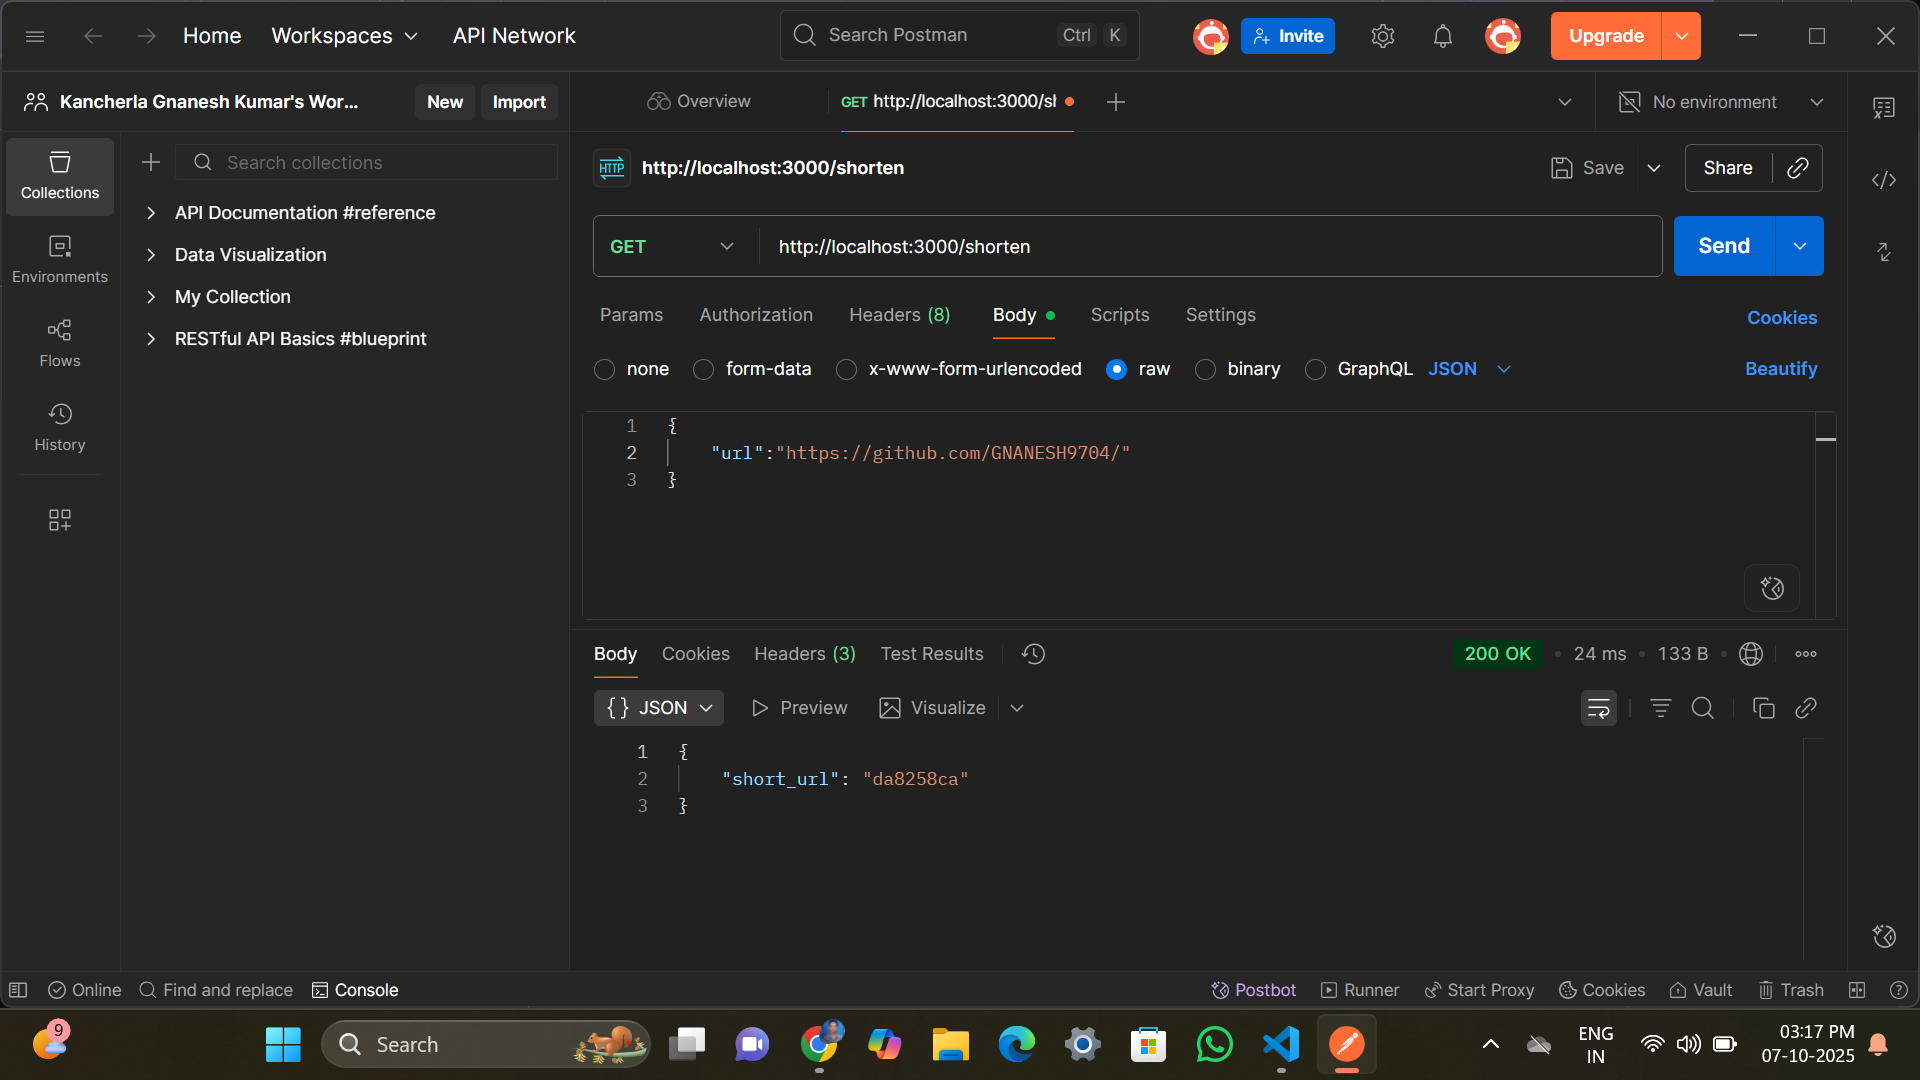 Home
Workspaces
API Network
Search Postman
Ctrl
K
Invite
Upgrade
Kancherla Gnanesh Kumar's Wor...
New
Import
Overview
GET http://localhost:3000/sl
No environment
Collections
Search collections
HTTP
http://localhost:3000/shorten
Save
Share
API Documentation #reference
Data Visualization
My Collection
RESTful API Basics #blueprint
Environments
Flows
History
GET
http://localhost:3000/shorten
Send
Params
Authorization
Headers (8)
Body
Scripts
Settings
Cookies
none
form-data
x-www-form-urlencoded
raw
binary
GraphQL
JSON
Beautify
1 {
2 "url":"https://github.com/GNANESH9704/"
3 }
Body
Cookies
Headers (3)
Test Results
200 OK
24 ms
133 B
{} JSON
Preview
Visualize
1 {
2 "short_url": "da8258ca"
3 }
Online
Find and replace
Console
Postbot
Runner
Start Proxy
Cookies
Vault
Trash
9
Search
ENG
IN
03:17 PM
07-10-2025